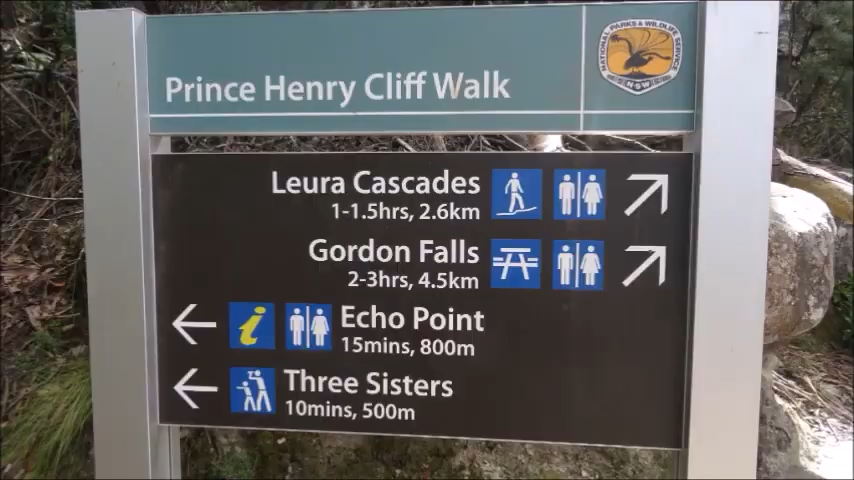 Prince Henry Cliff Walk
NATIONAL PARKS & WILDLIFE SERVICE
NSW
Leura Cascades
1-1.5hrs, 2.6km
Gordon Falls
2-3hrs, 4.5km
i
Echo Point
15mins, 800m
Three Sisters
10mins, 500m